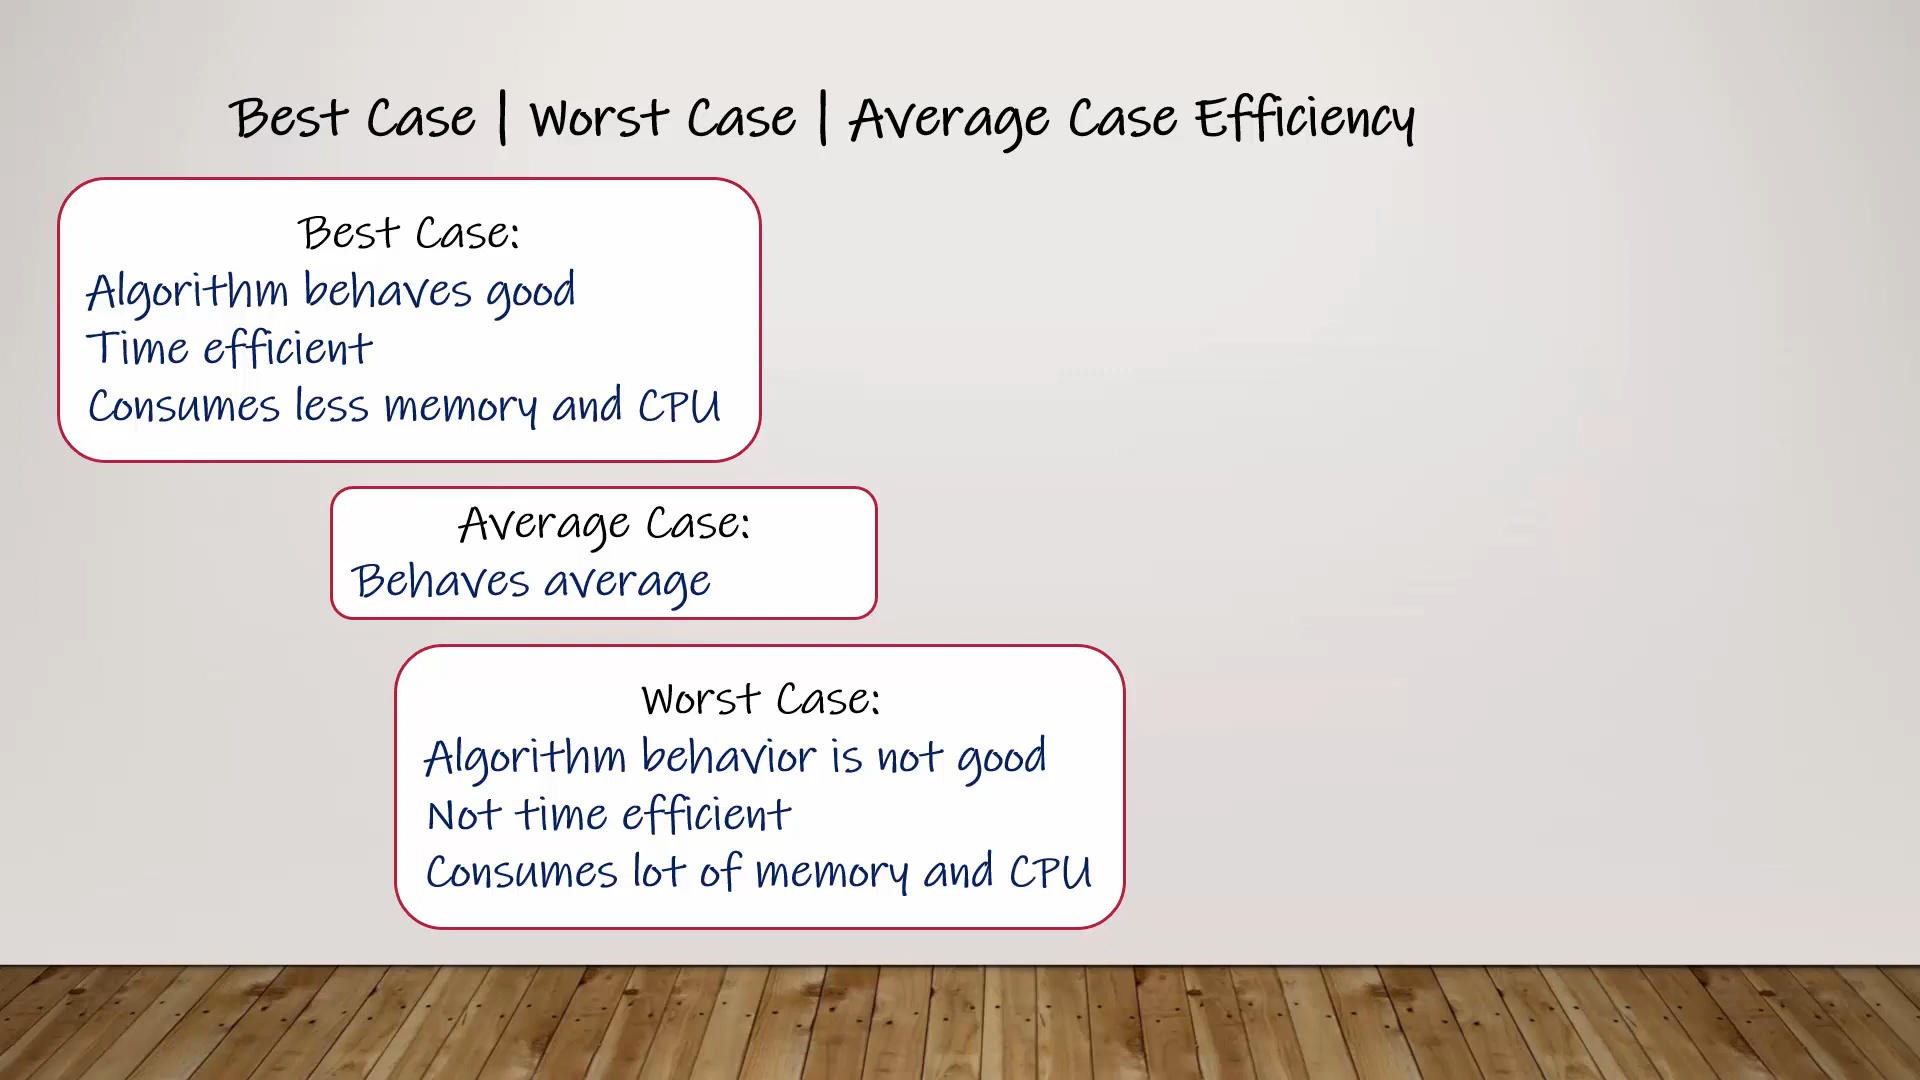 Best Case | Worst Case | Average Case Efficiency
Best Case:
Algorithm behaves good
Time efficient
Consumes less memory and CPU
Average Case:
Behaves average
Worst Case:
Algorithm behavior is not good
Not time efficient
Consumes lot of memory and CPU